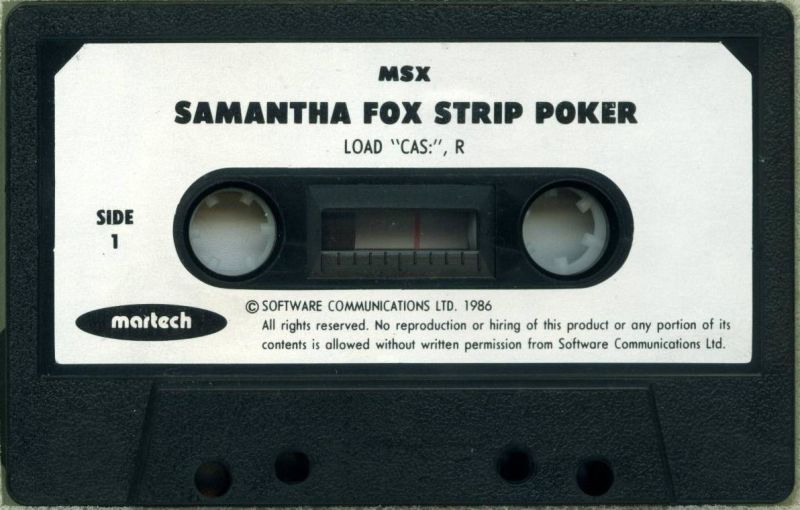 MSX
SAMANTHA FOX STRIP POKER
LOAD "CAS:", R
SIDE
1
martech
© SOFTWARE COMMUNICATIONS LTD. 1986
All rights reserved. No reproduction or hiring of this product or any portion of its
contents is allowed without written permission from Software Communications Ltd.